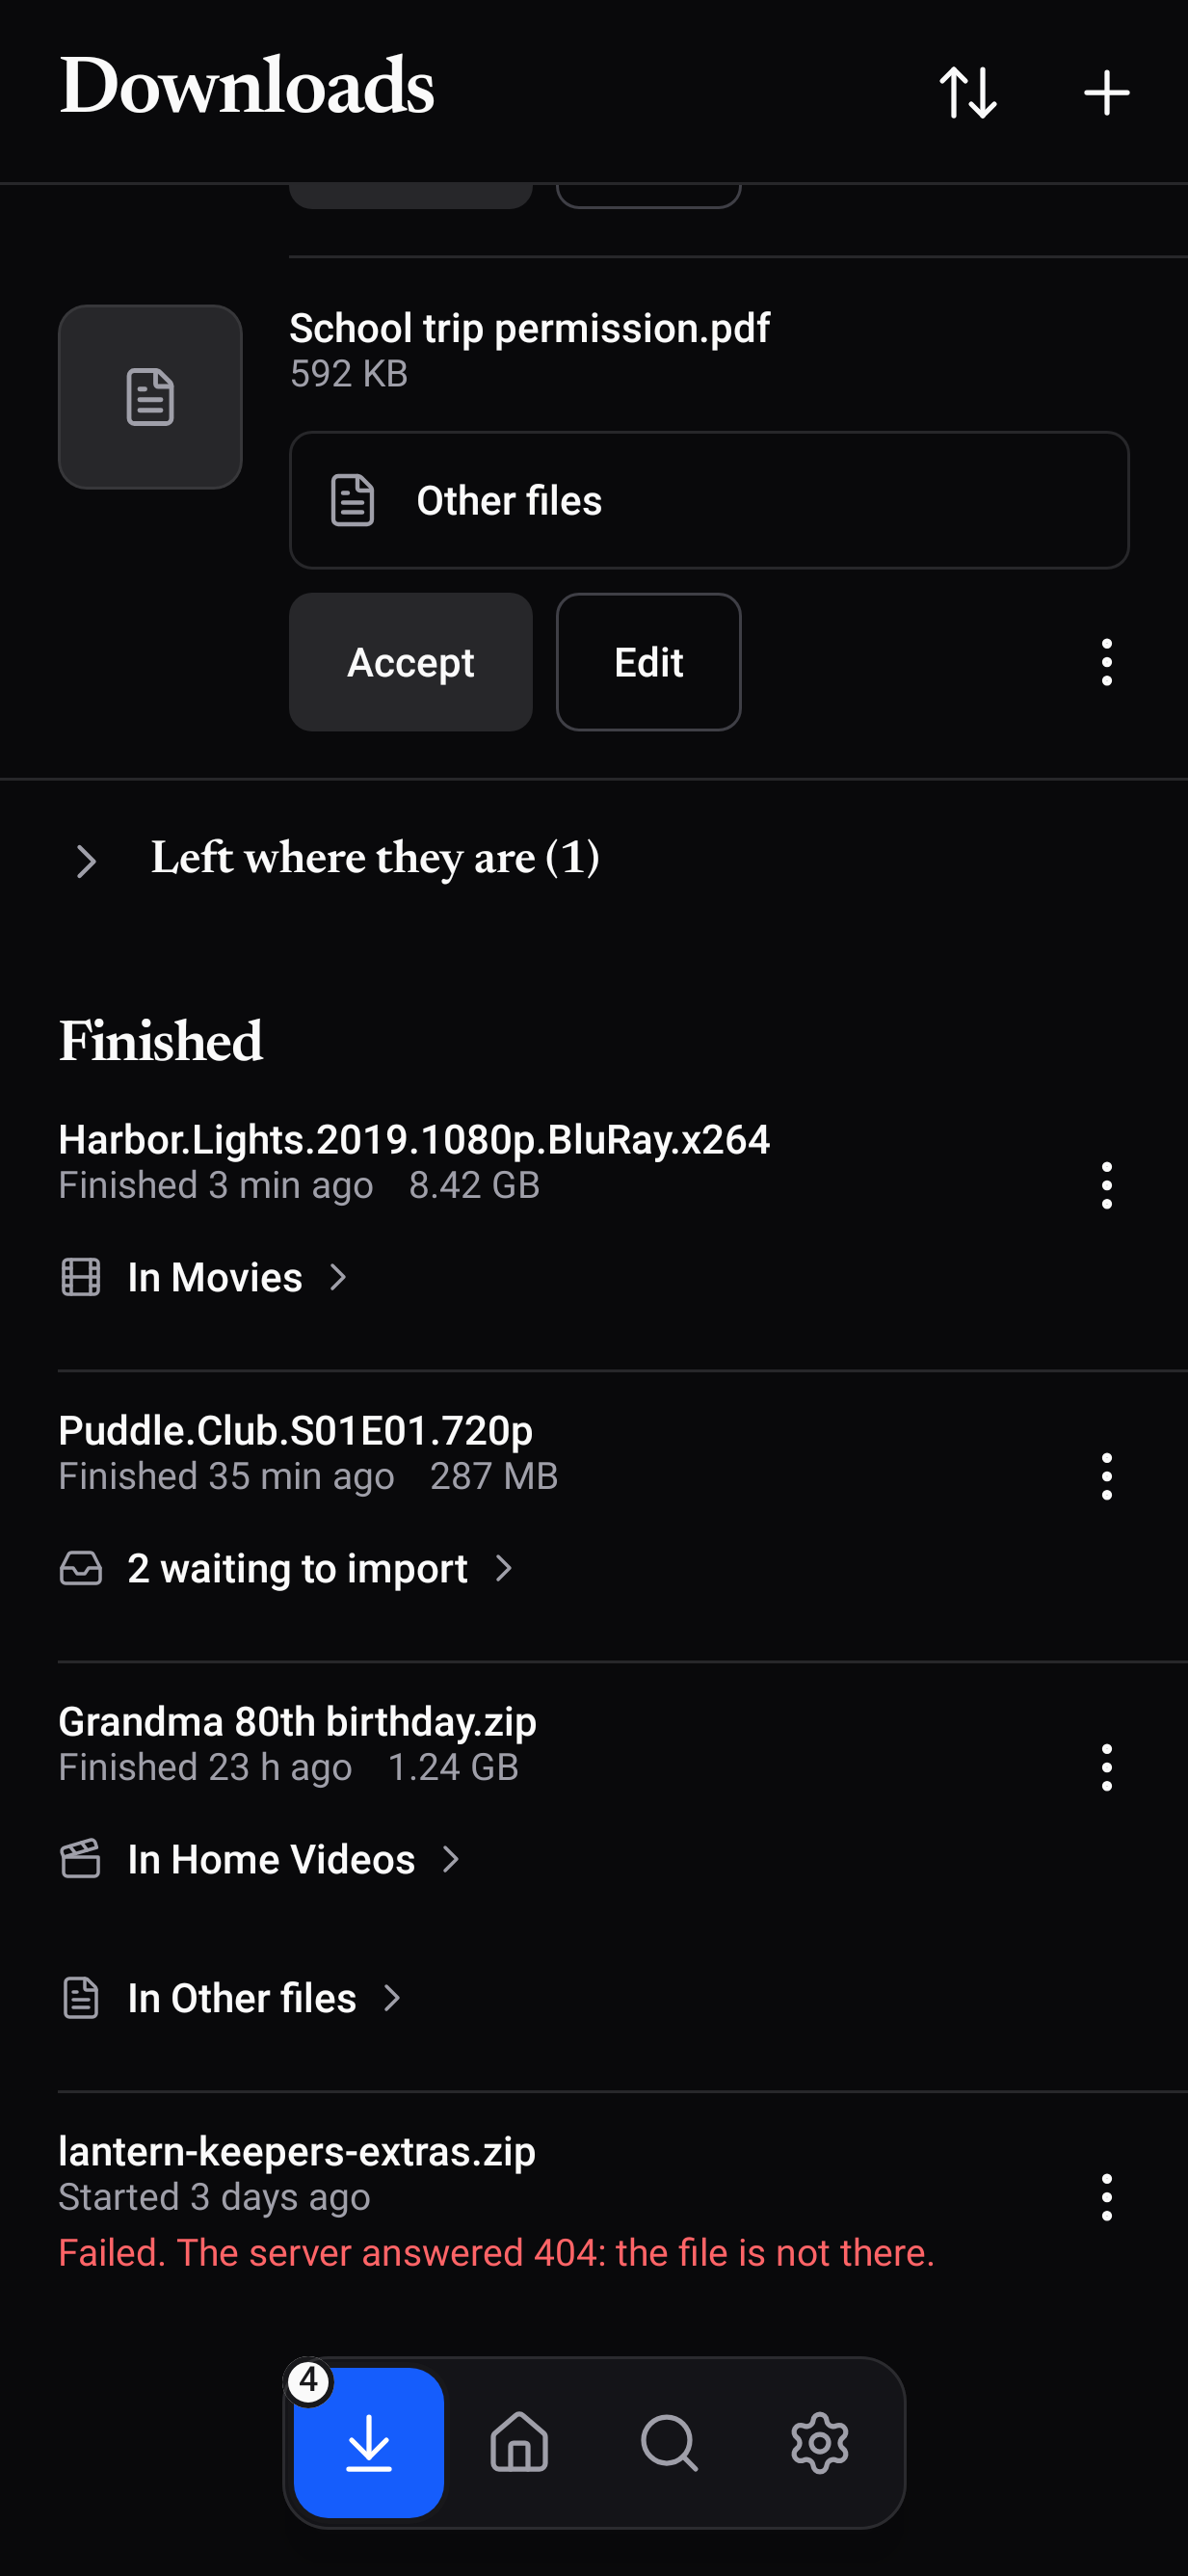 Downloads
School trip permission.pdf
592 KB
Other files
Accept
Edit
Left where they are (1)
Finished
Harbor.Lights.2019.1080p.BluRay.x264
Finished 3 min ago 8.42 GB
In Movies
Puddle.Club.S01E01.720p
Finished 35 min ago 287 MB
2 waiting to import
Grandma 80th birthday.zip
Finished 23 h ago 1.24 GB
In Home Videos
In Other files
lantern-keepers-extras.zip
Started 3 days ago
Failed. The server answered 404: the file is not there.
4